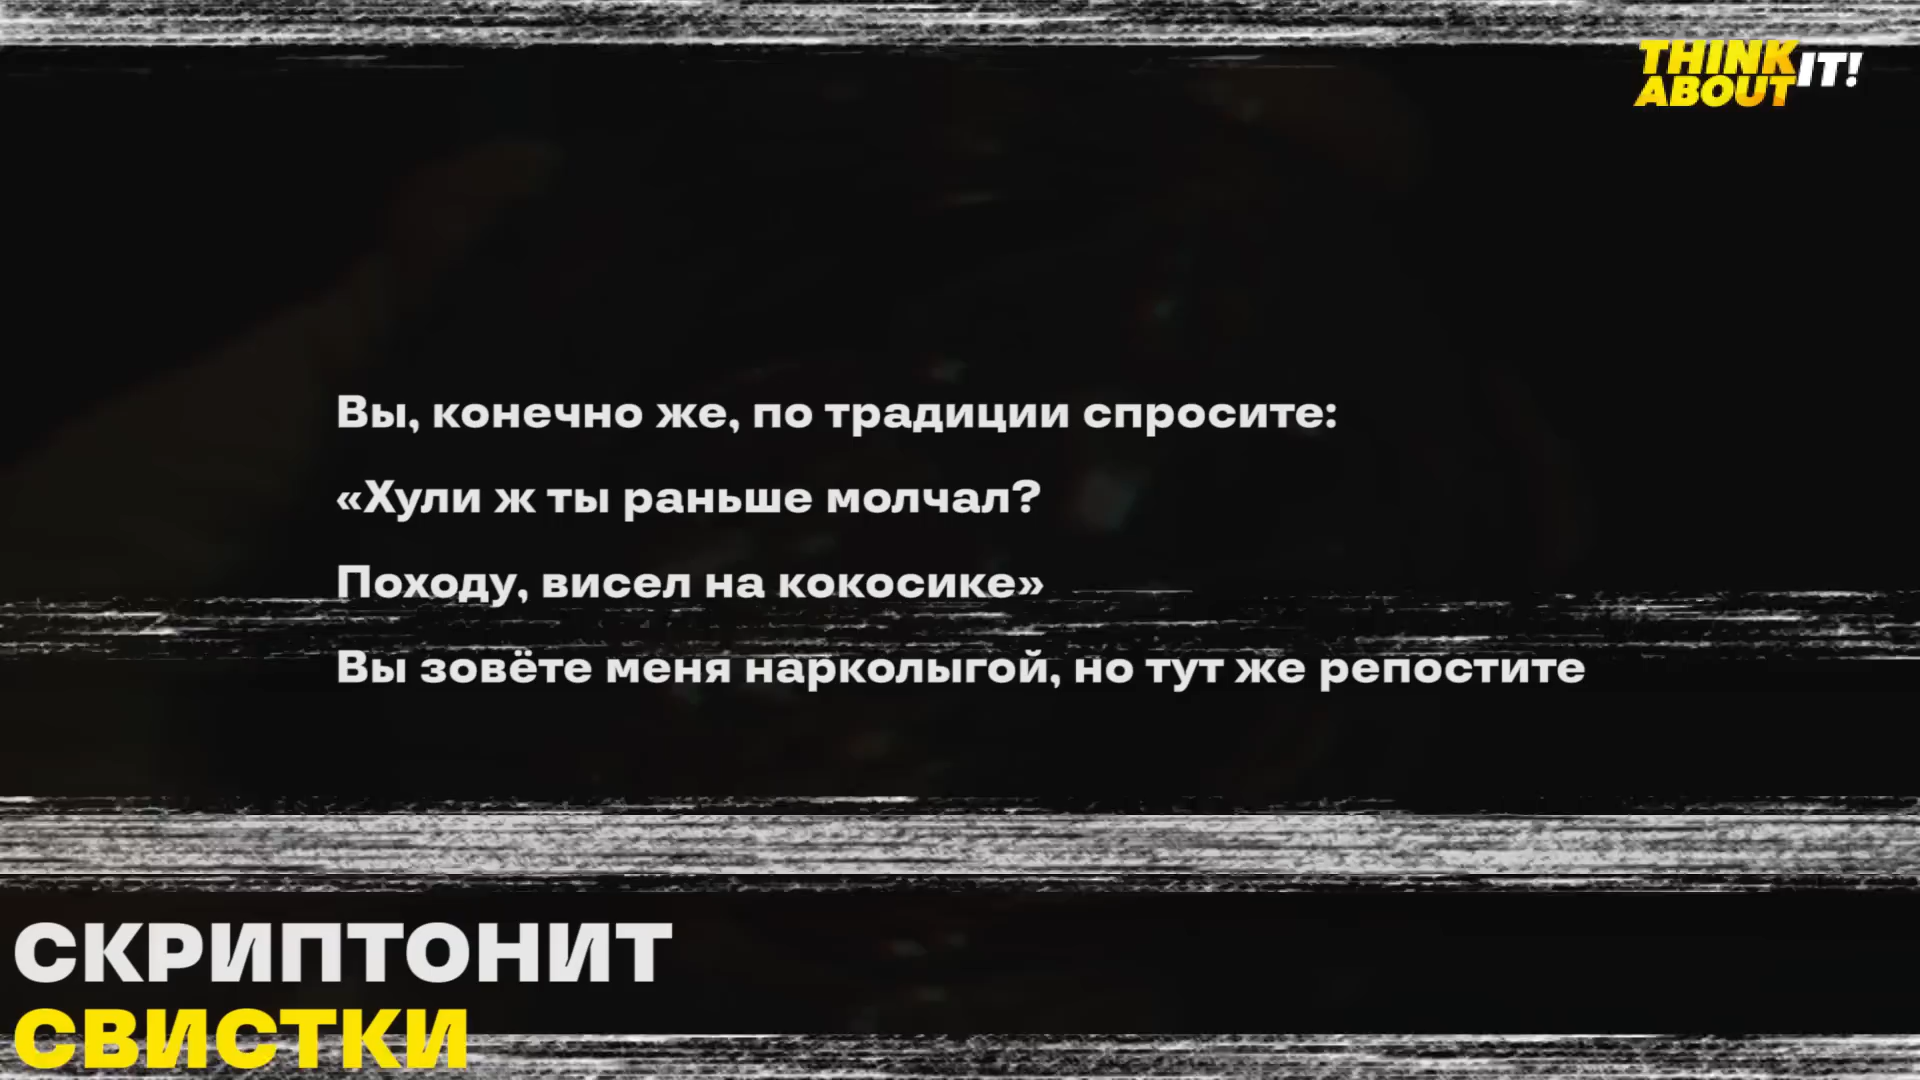 THINK ABOUT IT!
Вы, конечно же, по традиции спросите:
«Хули ж ты раньше молчал?
Походу, висел на кокосике»
Вы зовёте меня нарколыгой, но тут же репостите
СКРИПТОНИТ
СВИСТКИ